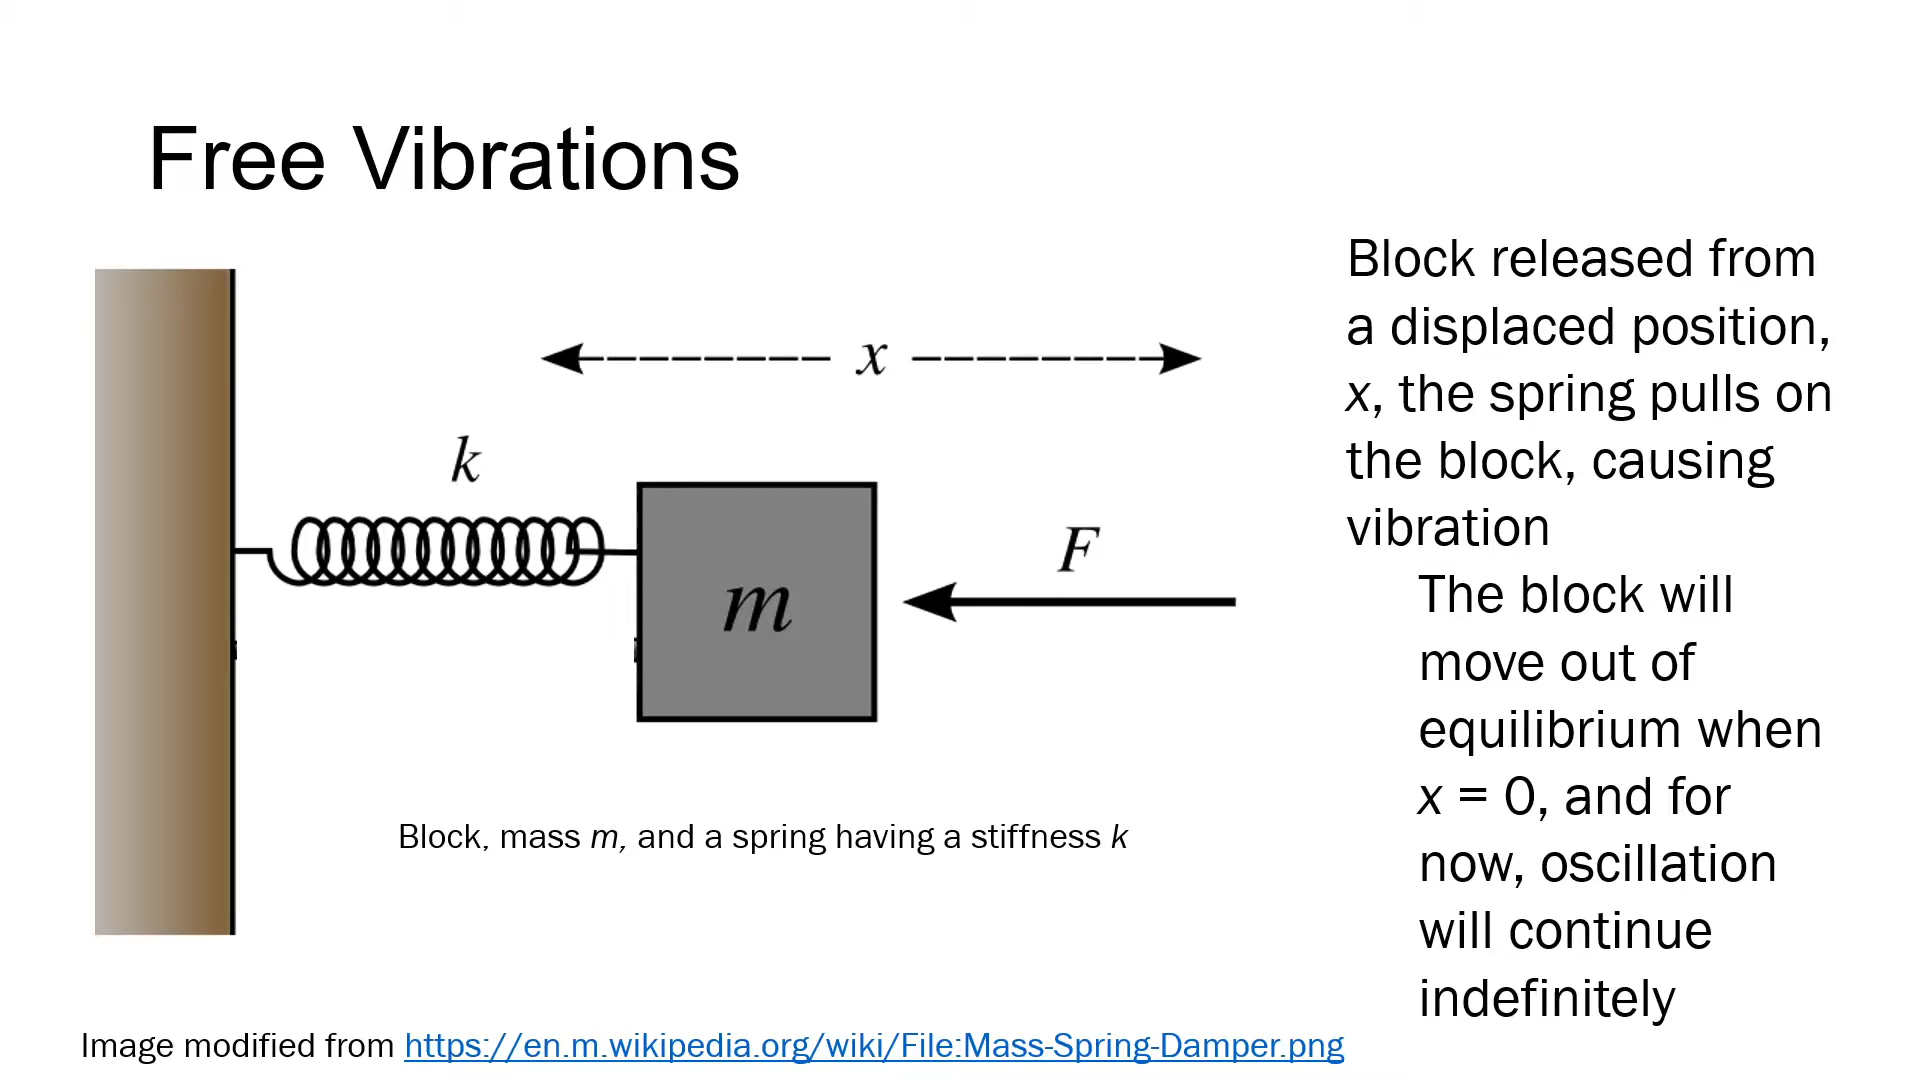 Free Vibrations
x
k
m
F
Block, mass m, and a spring having a stiffness k
Block released from
a displaced position,
x, the spring pulls on
the block, causing
vibration
The block will
move out of
equilibrium when
x = 0, and for
now, oscillation
will continue
indefinitely
Image modified from https://en.m.wikipedia.org/wiki/File:Mass-Spring-Damper.png